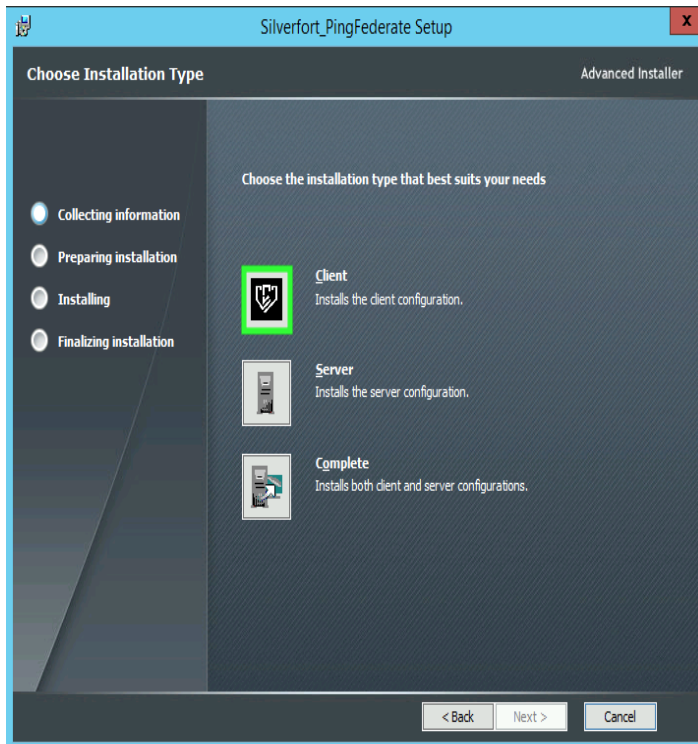 Silverfort_PingFederate Setup
x
Choose Installation Type
Advanced Installer
Choose the installation type that best suits your needs
Collecting information
Preparing installation
Installing
Finalizing installation
Client
Installs the client configuration.
Server
Installs the server configuration.
Complete
Installs both client and server configurations.
< Back
Next >
Cancel